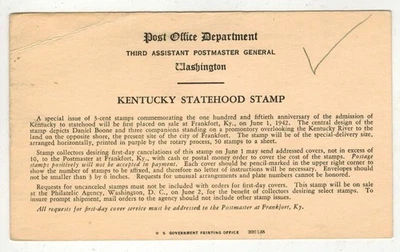 Post Office Department
THIRD ASSISTANT POSTMASTER GENERAL
Washington
KENTUCKY STATEHOOD STAMP
A special issue of 3-cent stamps commemorating the one hundred and fiftieth anniversary of the admission of
Kentucky to statehood will be first placed on sale at Frankfort, Ky., on June 1, 1942. The central design of the
stamp depicts Daniel Boone and three companions standing on a promontory overlooking the Kentucky River to the
land on the opposite shore, the present site of the city of Frankfort. The stamp will be of the special-delivery size,
arranged horizontally, printed in purple by the rotary process, 50 stamps to a sheet.
Stamp collectors desiring first-day cancelations of this stamp on June 1 may send addressed covers, not in excess of
10, to the Postmaster at Frankfort, Ky., with cash or postal money order to cover the cost of the stamps. Postage
stamps positively will not be accepted in payment. Each cover should be pencil-marked in the upper right corner to
show the number of stamps to be affixed, and therefore no letter of instructions will be necessary. Envelopes should
not be smaller than 3 by 6 inches. Requests for unusual arrangements and plate numbers cannot be honored.
Requests for uncanceled stamps must not be included with orders for first-day covers. This stamp will be on sale
at the Philatelic Agency, Washington, D. C., on June 2, for the benefit of collectors desiring select stamps. To
insure prompt shipment, mail orders to the agency should not include other stamp issues.
All requests for first-day cover service must be addressed to the Postmaster at Frankfort, Ky.
U. S. GOVERNMENT PRINTING OFFICE